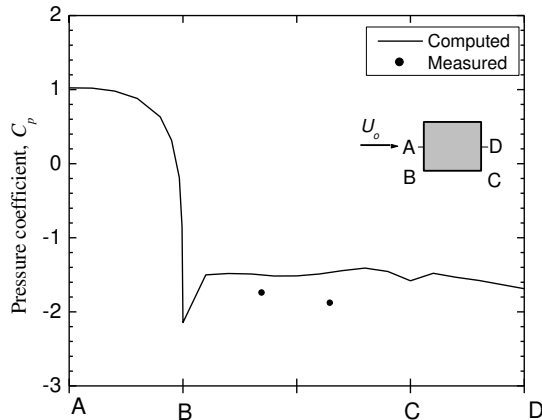 Pressure coefficient, C_p
2
1
0
-1
-2
-3
A
B
C
D
Computed
Measured
U_o
A
D
B
C